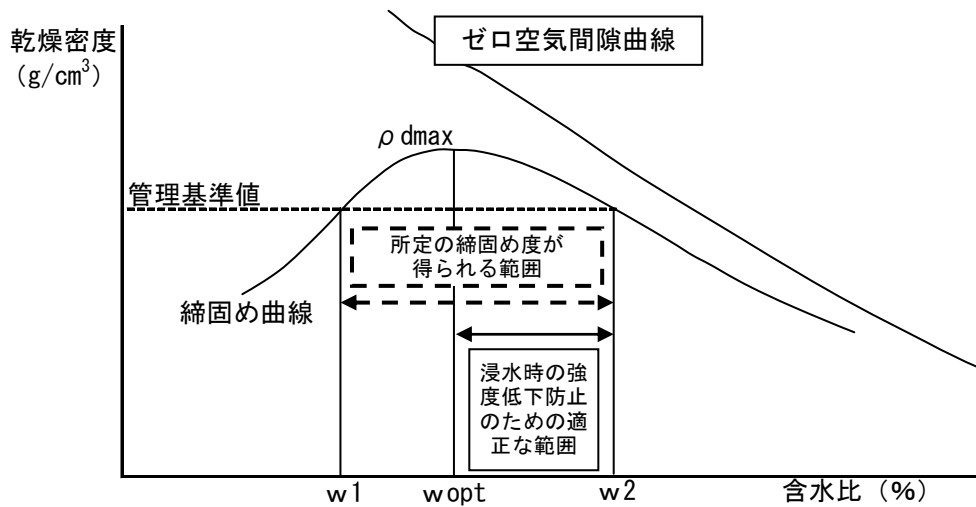 乾燥密度
(g/cm³)
ゼロ空気間隙曲線
ρdmax
管理基準値
所定の締固め度が
得られる範囲
締固め曲線
浸水時の強
度低下防止
のための適
正な範囲
w1
wopt
w2
含水比(%)